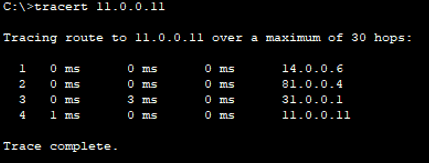 C:\>tracert 11.0.0.11
Tracing route to 11.0.0.11 over a maximum of 30 hops:
1 0 ms 0 ms 0 ms 14.0.0.6
2 0 ms 0 ms 0 ms 81.0.0.4
3 0 ms 3 ms 0 ms 31.0.0.1
4 1 ms 0 ms 0 ms 11.0.0.11
Trace complete.